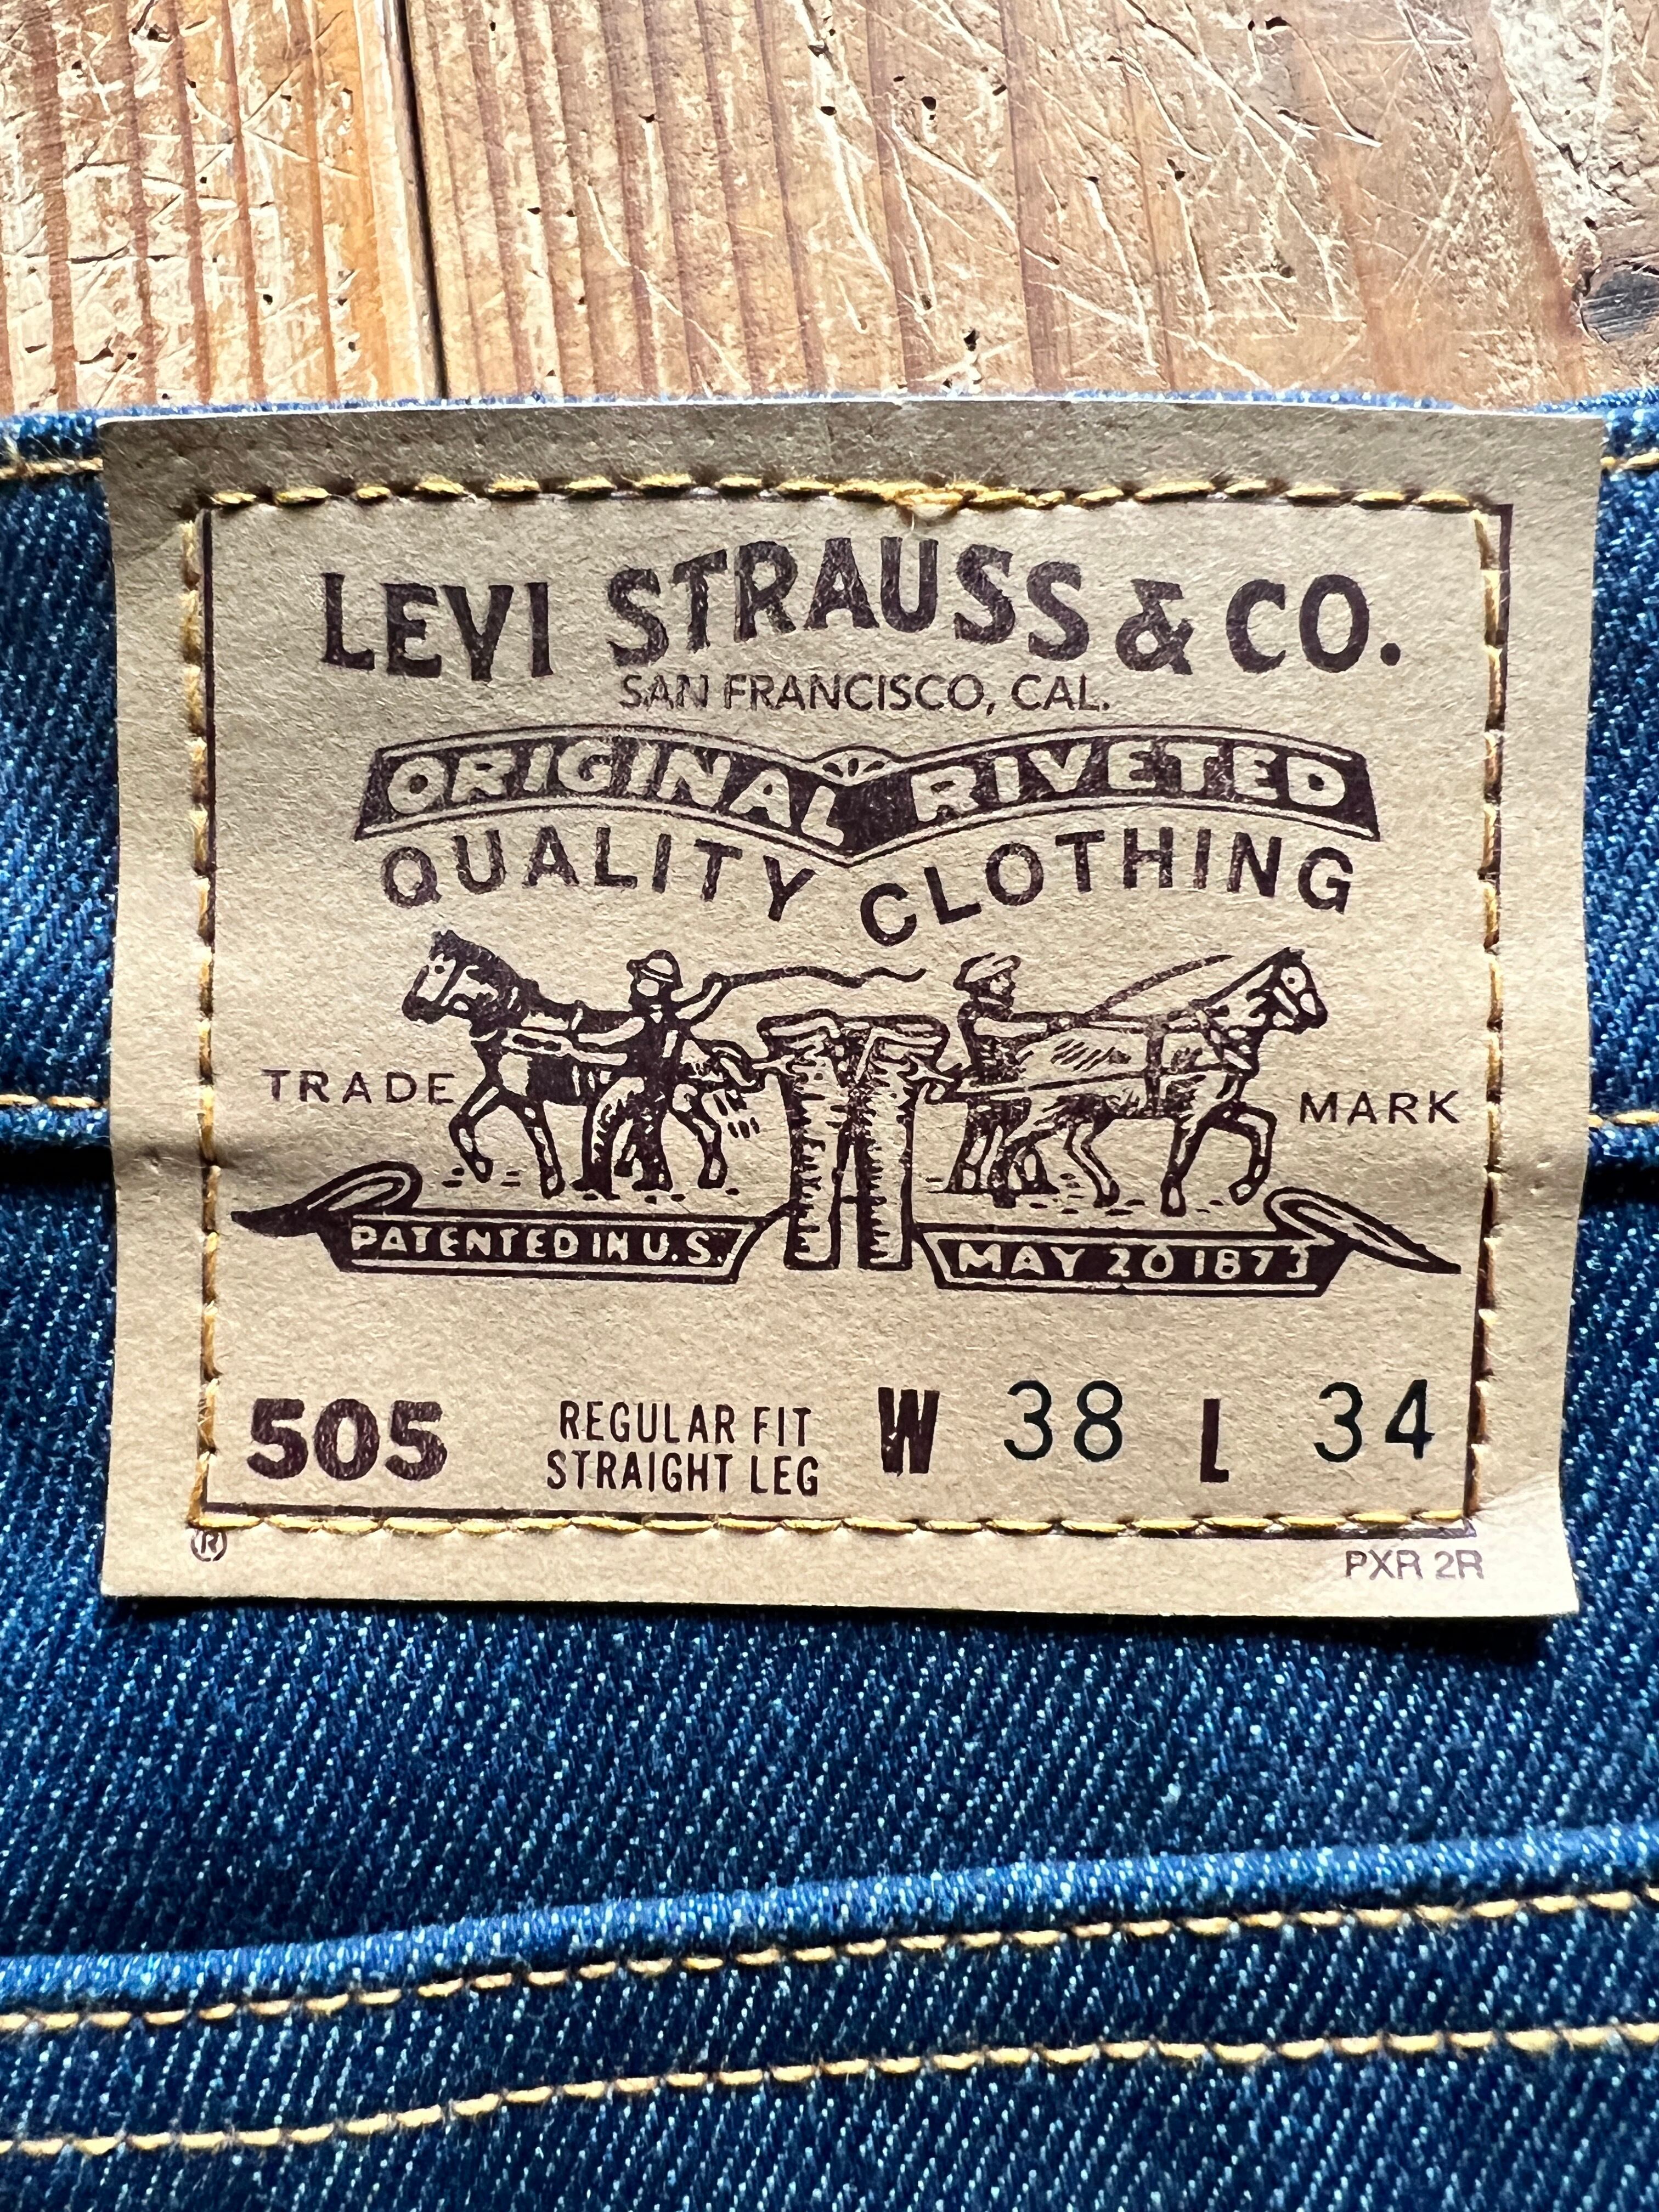 LEVI STRAUSS & CO.
SAN FRANCISCO, CAL.
ORIGINAL RIVETED
QUALITY CLOTHING
TRADE MARK
PATENTED IN U.S. MAY 20 1873
505 REGULAR FIT W 38 L 34
STRAIGHT LEG
® PXR 2R